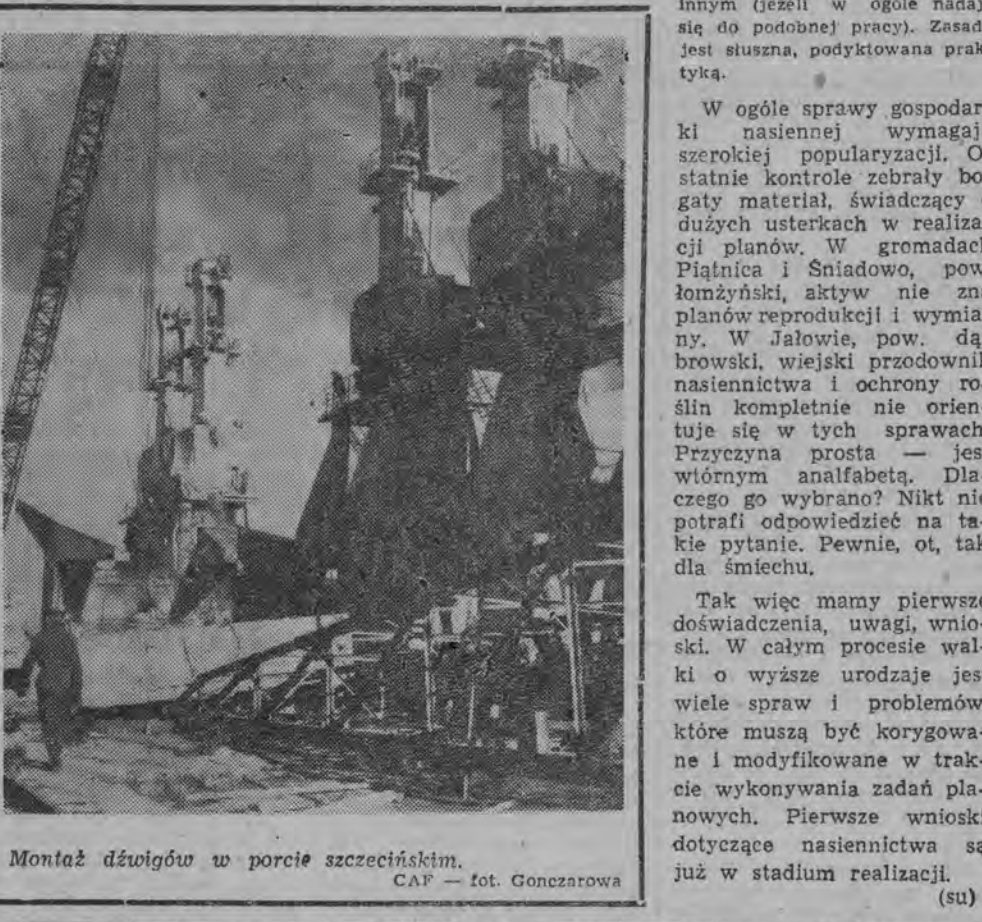 Montaż dźwigów w porcie szczecińskim.
CAF — fot. Gonczarowa
innym (jeżeli w ogóle nadaj
się do podobnej pracy). Zasad
jest słuszna, podyktowana prak
tyką.
W ogóle sprawy gospodar
ki nasiennej wymagaj
szerokiej popularyzacji. O
statnie kontrole zebrały bo
gaty materiał, świadczący
dużych usterkach w realiza
cji planów. W gromadach
Piątnica i Śniadowo, pow
łomżyński, aktyw nie zna
planów reprodukcji i wymia
ny. W Jałowie, pow. dą
browski, wiejski przodownik
nasiennictwa i ochrony ro
ślin kompletnie nie orien
tuje się w tych sprawach
Przyczyna prosta — jes
wtórnym analfabetą. Dla
czego go wybrano? Nikt nie
potrafi odpowiedzieć na ta-
kie pytanie. Pewnie, ot, tak
dla śmiechu.
Tak więc mamy pierwsze
doświadczenia, uwagi, wnio-
ski. W całym procesie wal-
ki o wyższe urodzaje jes
wiele spraw i problemów
które muszą być korygowa-
ne i modyfikowane w trak-
cie wykonywania zadań pla-
nowych. Pierwsze wnioski
dotyczące nasiennictwa są
już w stadium realizacji.
(su)